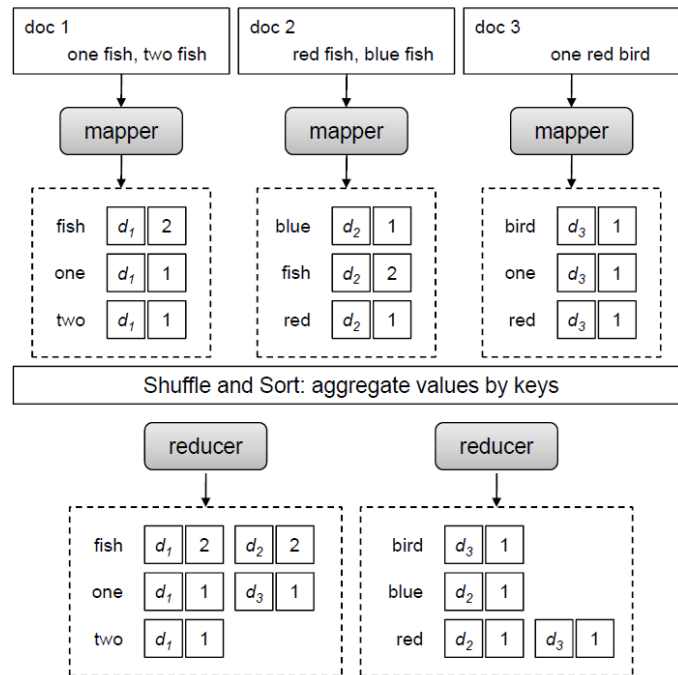 doc 1
one fish, two fish
doc 2
red fish, blue fish
doc 3
one red bird
mapper
mapper
mapper
fish d1 2
one d1 1
two d1 1
blue d2 1
fish d2 2
red d2 1
bird d3 1
one d3 1
red d3 1
Shuffle and Sort: aggregate values by keys
reducer
reducer
fish d1 2 d2 2
one d1 1 d3 1
two d1 1
bird d3 1
blue d2 1
red d2 1 d3 1